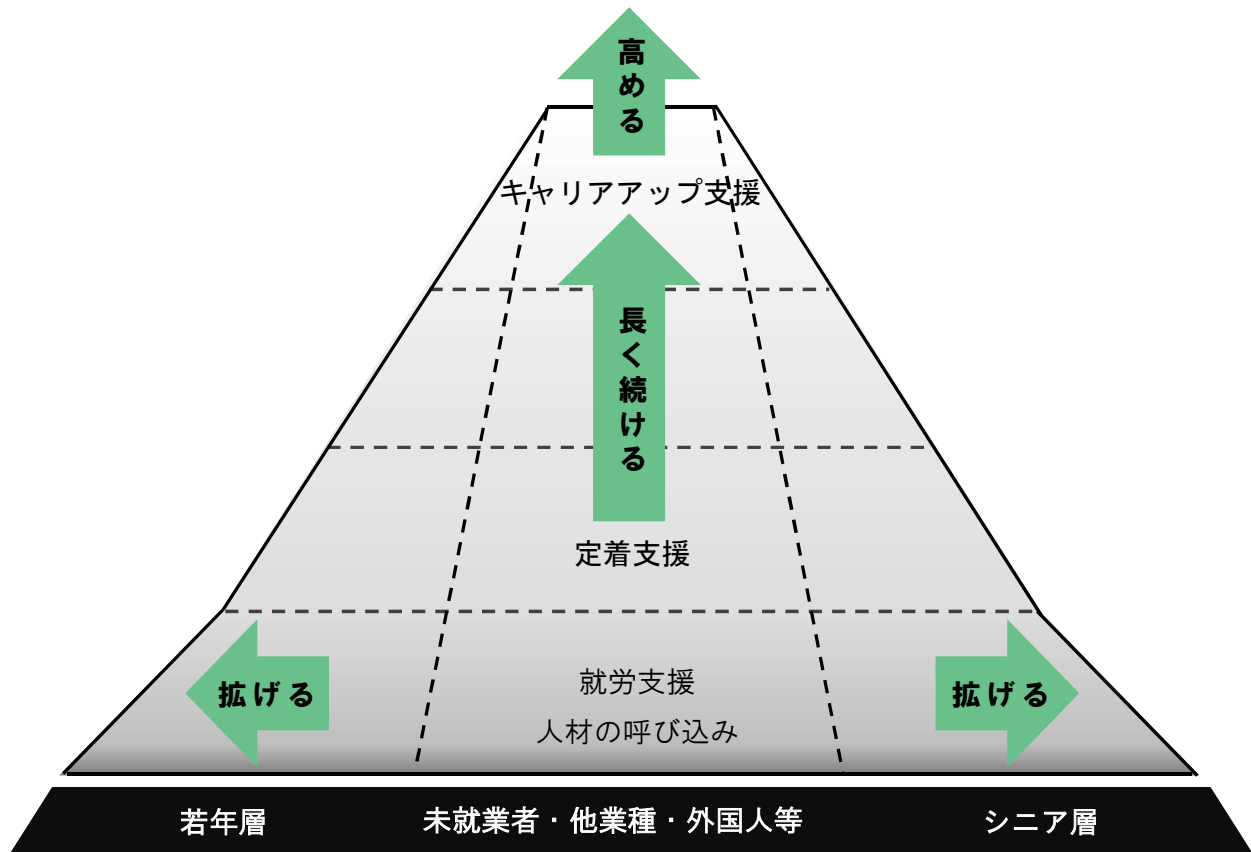 高める
キャリアアップ支援
長く続ける
定着支援
就労支援
拡げる
拡げる
人材の呼び込み
若年層
未就業者・他業種・外国人等
シニア層